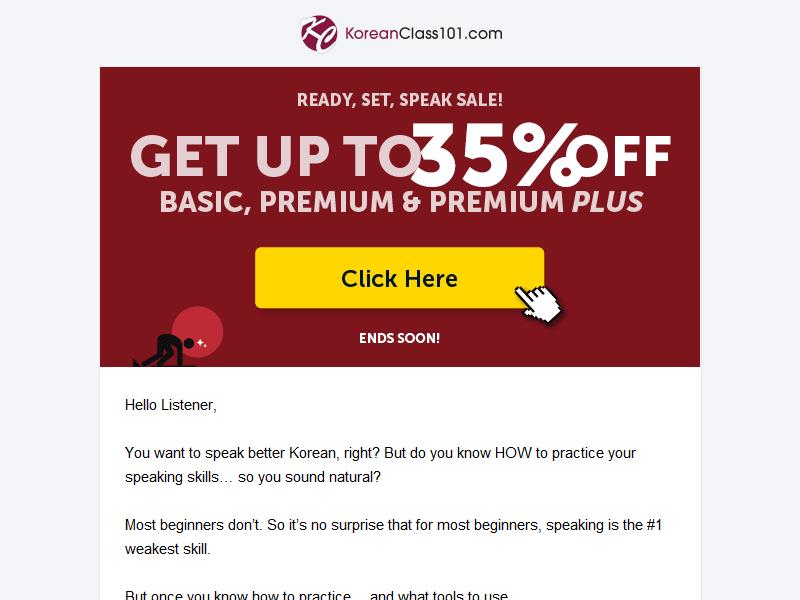 KoreanClass101.com
READY, SET, SPEAK SALE!
GET UP TO 35% OFF
BASIC, PREMIUM & PREMIUM PLUS
Click Here
ENDS SOON!
Hello Listener,
You want to speak better Korean, right? But do you know HOW to practice your
speaking skills… so you sound natural?
Most beginners don’t. So it’s no surprise that for most beginners, speaking is the #1
weakest skill.
But once you know how to practice… and what tools to use